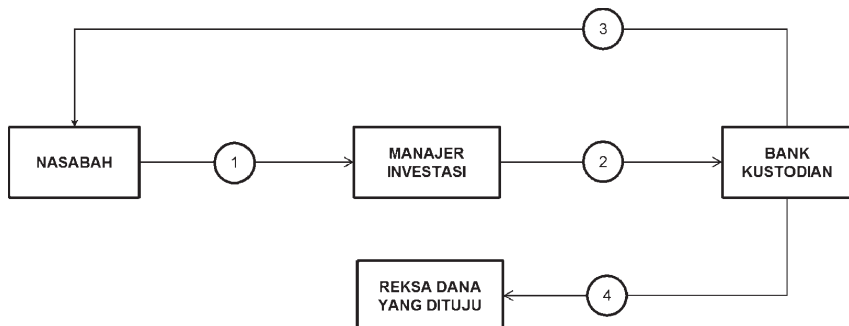 3
NASABAH
1
MANAJER
INVESTASI
2
BANK
KUSTODIAN
REKSA DANA
YANG DITUJU
4